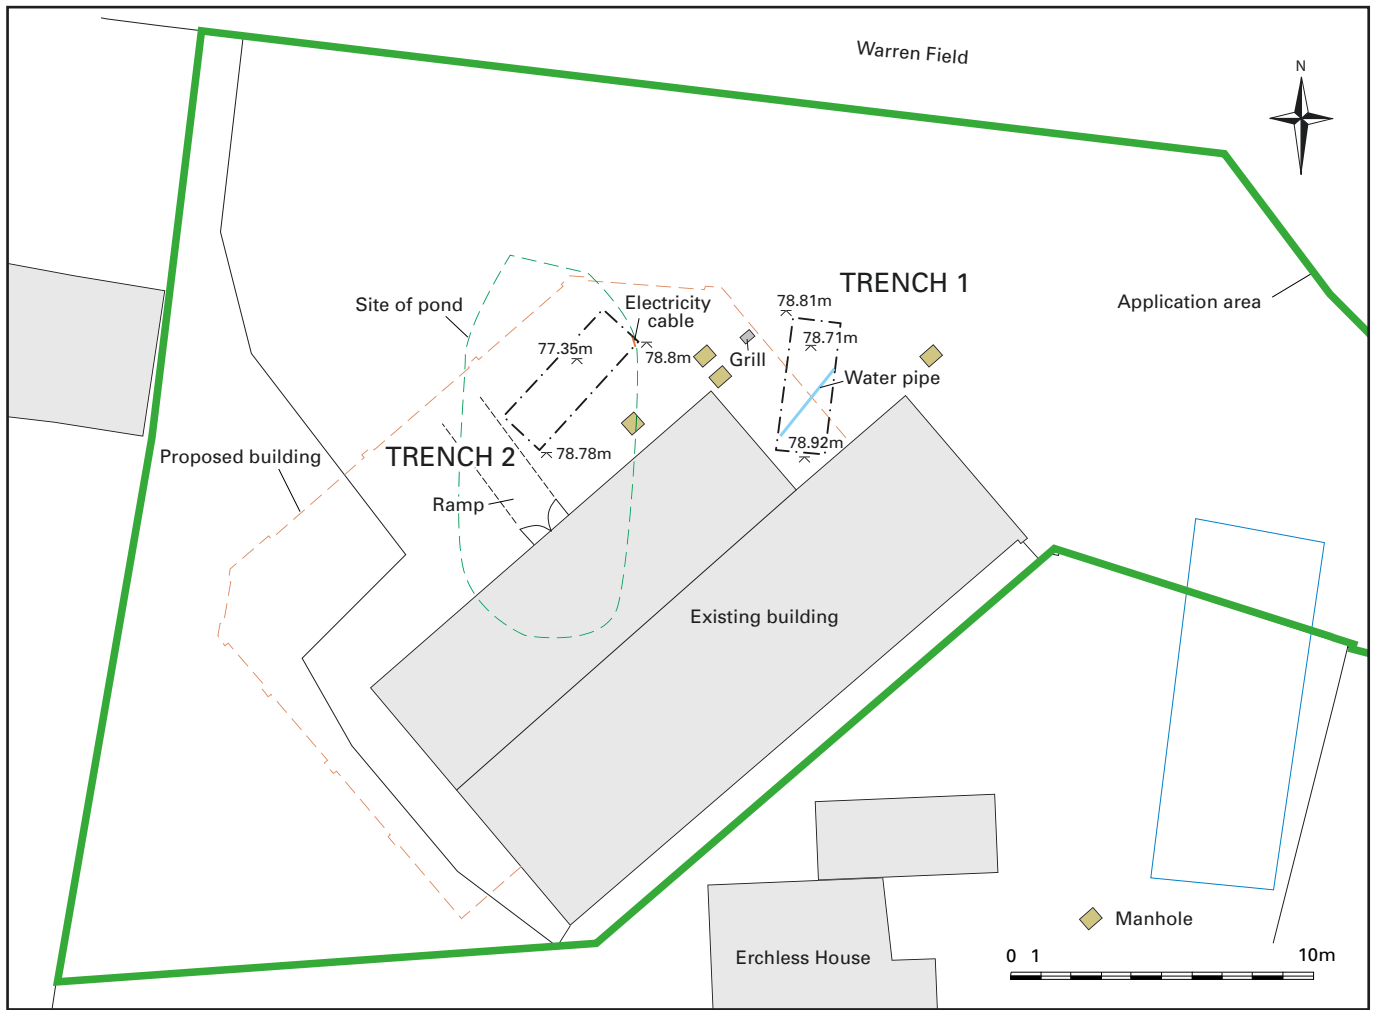 Warren Field
N
TRENCH 1
78.81m
Application area
Site of pond
Electricity
cable
77.35m
78.8m
78.71m
Grill
Water pipe
78.92m
Proposed building
TRENCH 2
78.78m
Ramp
Existing building
Manhole
Erchless House
0 1 10m